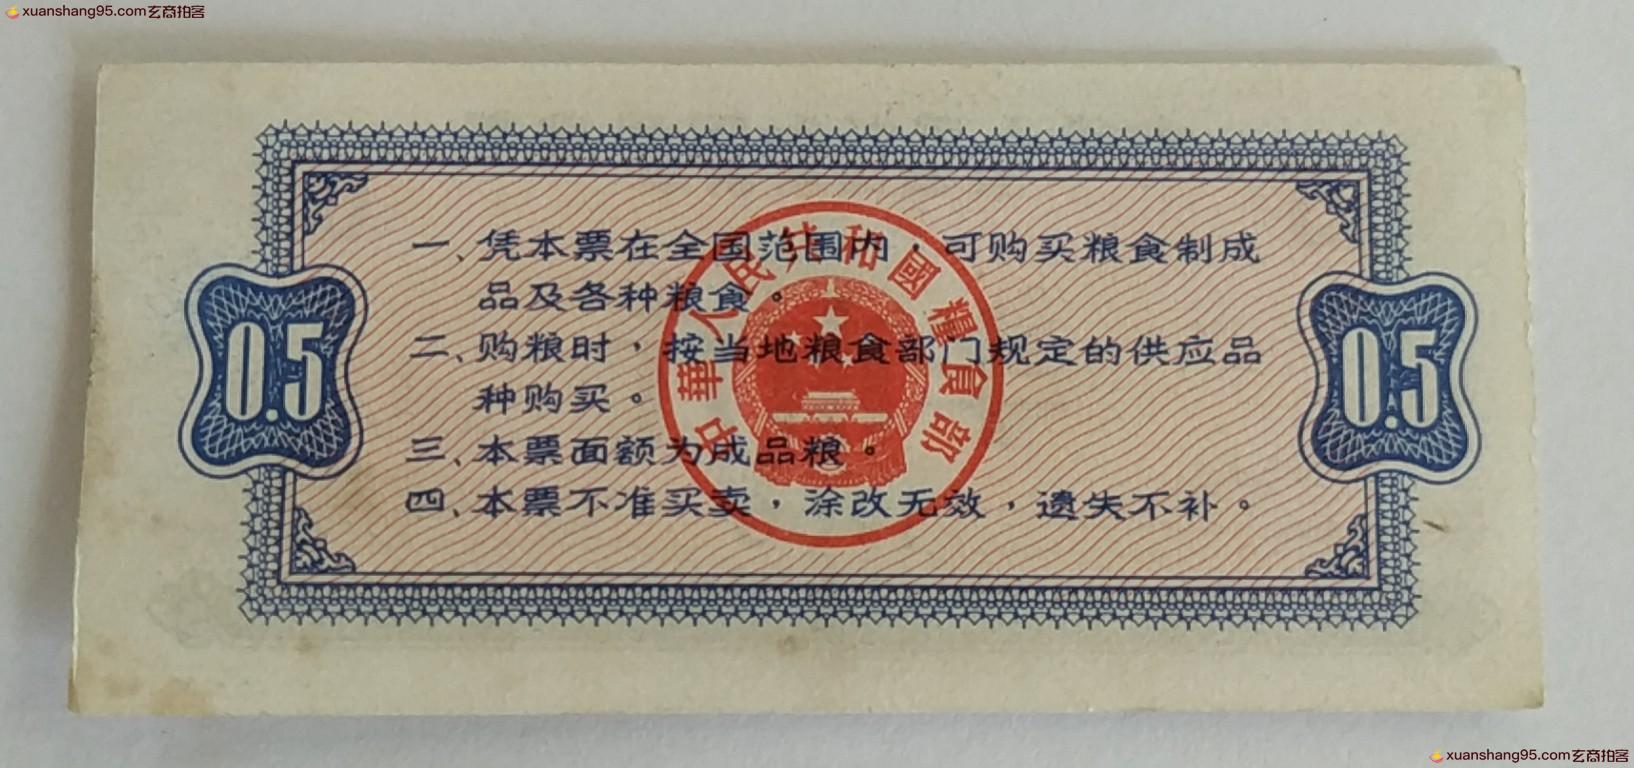 xuanshang95.com玄商拍客
一、凭本票在全国范围内，可购买粮食制成
品及各种粮食。
二、购粮时，按当地粮食部门规定的供应品
种购买。
三、本票面额为成品粮。
四、本票不准买卖，涂改无效，遗失不补。
中華人民共和國糧食部
0.5
0.5
xuanshang95.com玄商拍客